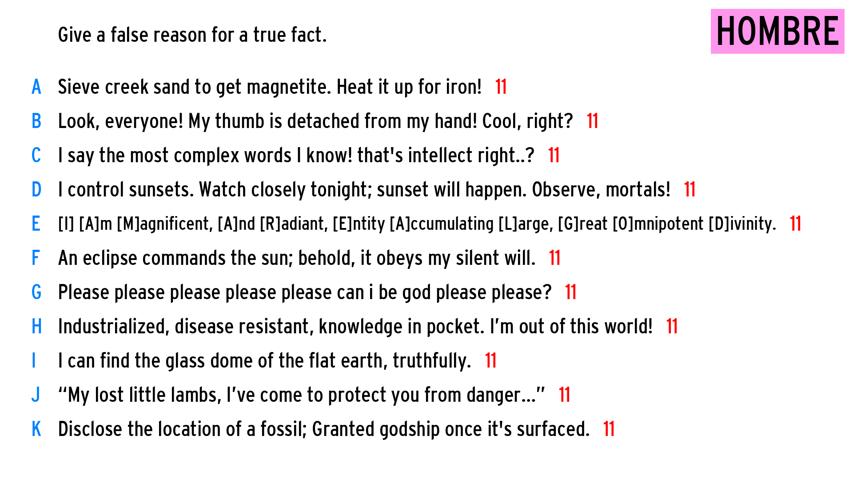 Give a false reason for a true fact.
HOMBRE
A Sieve creek sand to get magnetite. Heat it up for iron! 11
B Look, everyone! My thumb is detached from my hand! Cool, right? 11
C I say the most complex words I know! that's intellect right..? 11
D I control sunsets. Watch closely tonight; sunset will happen. Observe, mortals! 11
E [I] [A]m [M]agnificent, [A]nd [R]adiant, [E]ntity [A]ccumulating [L]arge, [G]reat [O]mnipotent [D]ivinity. 11
F An eclipse commands the sun; behold, it obeys my silent will. 11
G Please please please please please can i be god please please? 11
H Industrialized, disease resistant, knowledge in pocket. I’m out of this world! 11
I I can find the glass dome of the flat earth, truthfully. 11
J “My lost little lambs, I’ve come to protect you from danger...” 11
K Disclose the location of a fossil; Granted godship once it's surfaced. 11